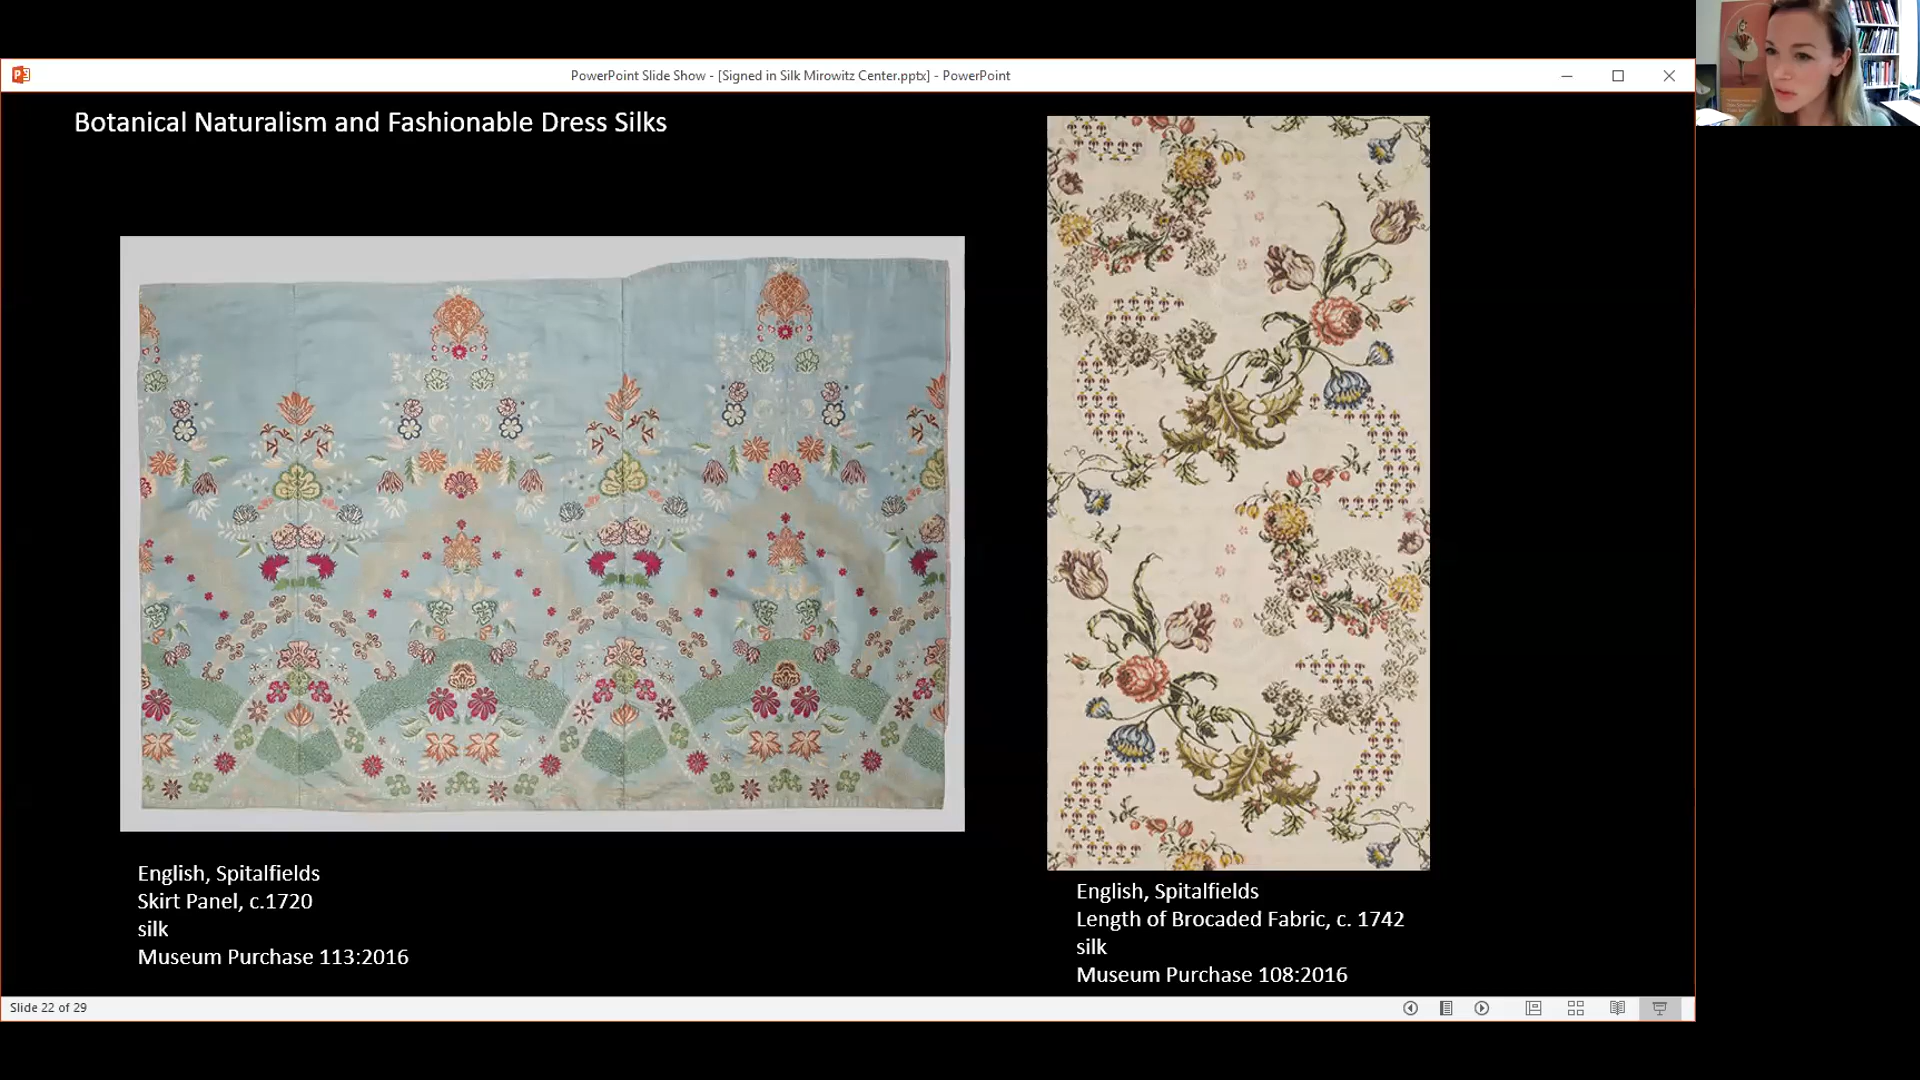 PowerPoint Slide Show - [Signed in Silk Mirowitz Center.pptx] - PowerPoint
Botanical Naturalism and Fashionable Dress Silks
English, Spitalfields
Skirt Panel, c.1720
silk
Museum Purchase 113:2016
English, Spitalfields
Length of Brocaded Fabric, c. 1742
silk
Museum Purchase 108:2016
Slide 22 of 29